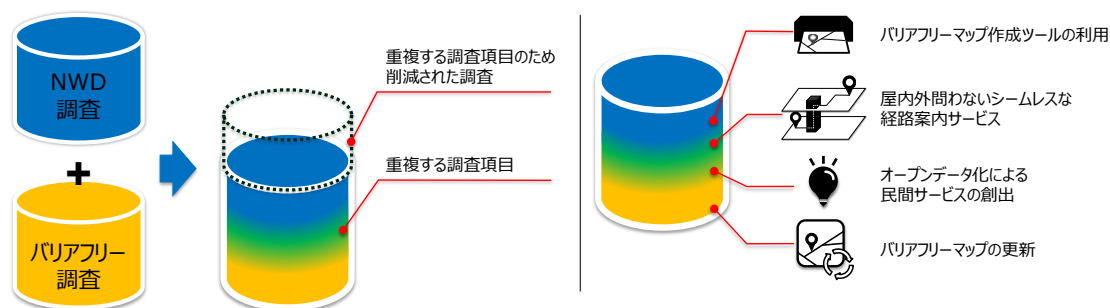 NWD
調査
+
バリアフリー
調査
重複する調査項目のため
削減された調査
重複する調査項目
バリアフリーマップ作成ツールの利用
屋内外問わないシームレスな
経路案内サービス
オープンデータ化による
民間サービスの創出
バリアフリーマップの更新